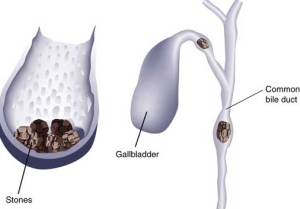 Common
bile duct
Gallbladder
Stones